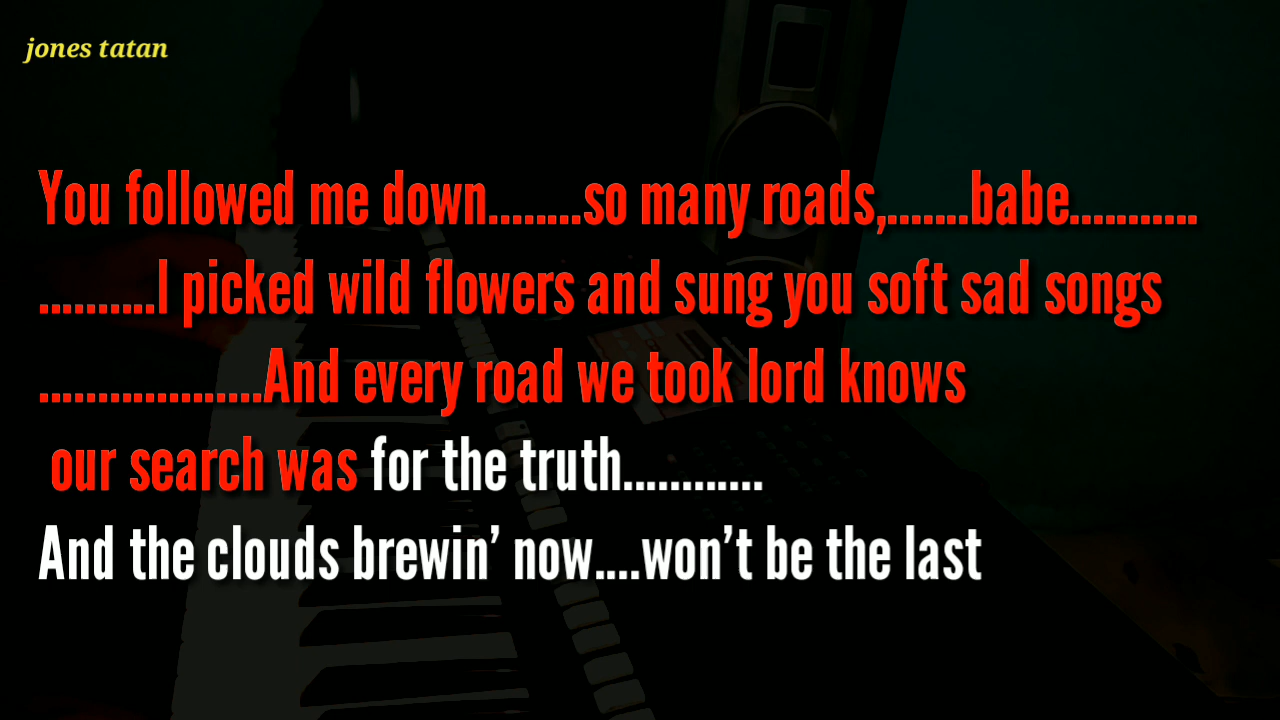 jones tatan
You followed me down........so many roads,.......babe...........
..........I picked wild flowers and sung you soft sad songs
...................And every road we took lord knows
our search was for the truth............
And the clouds brewin’ now....won’t be the last